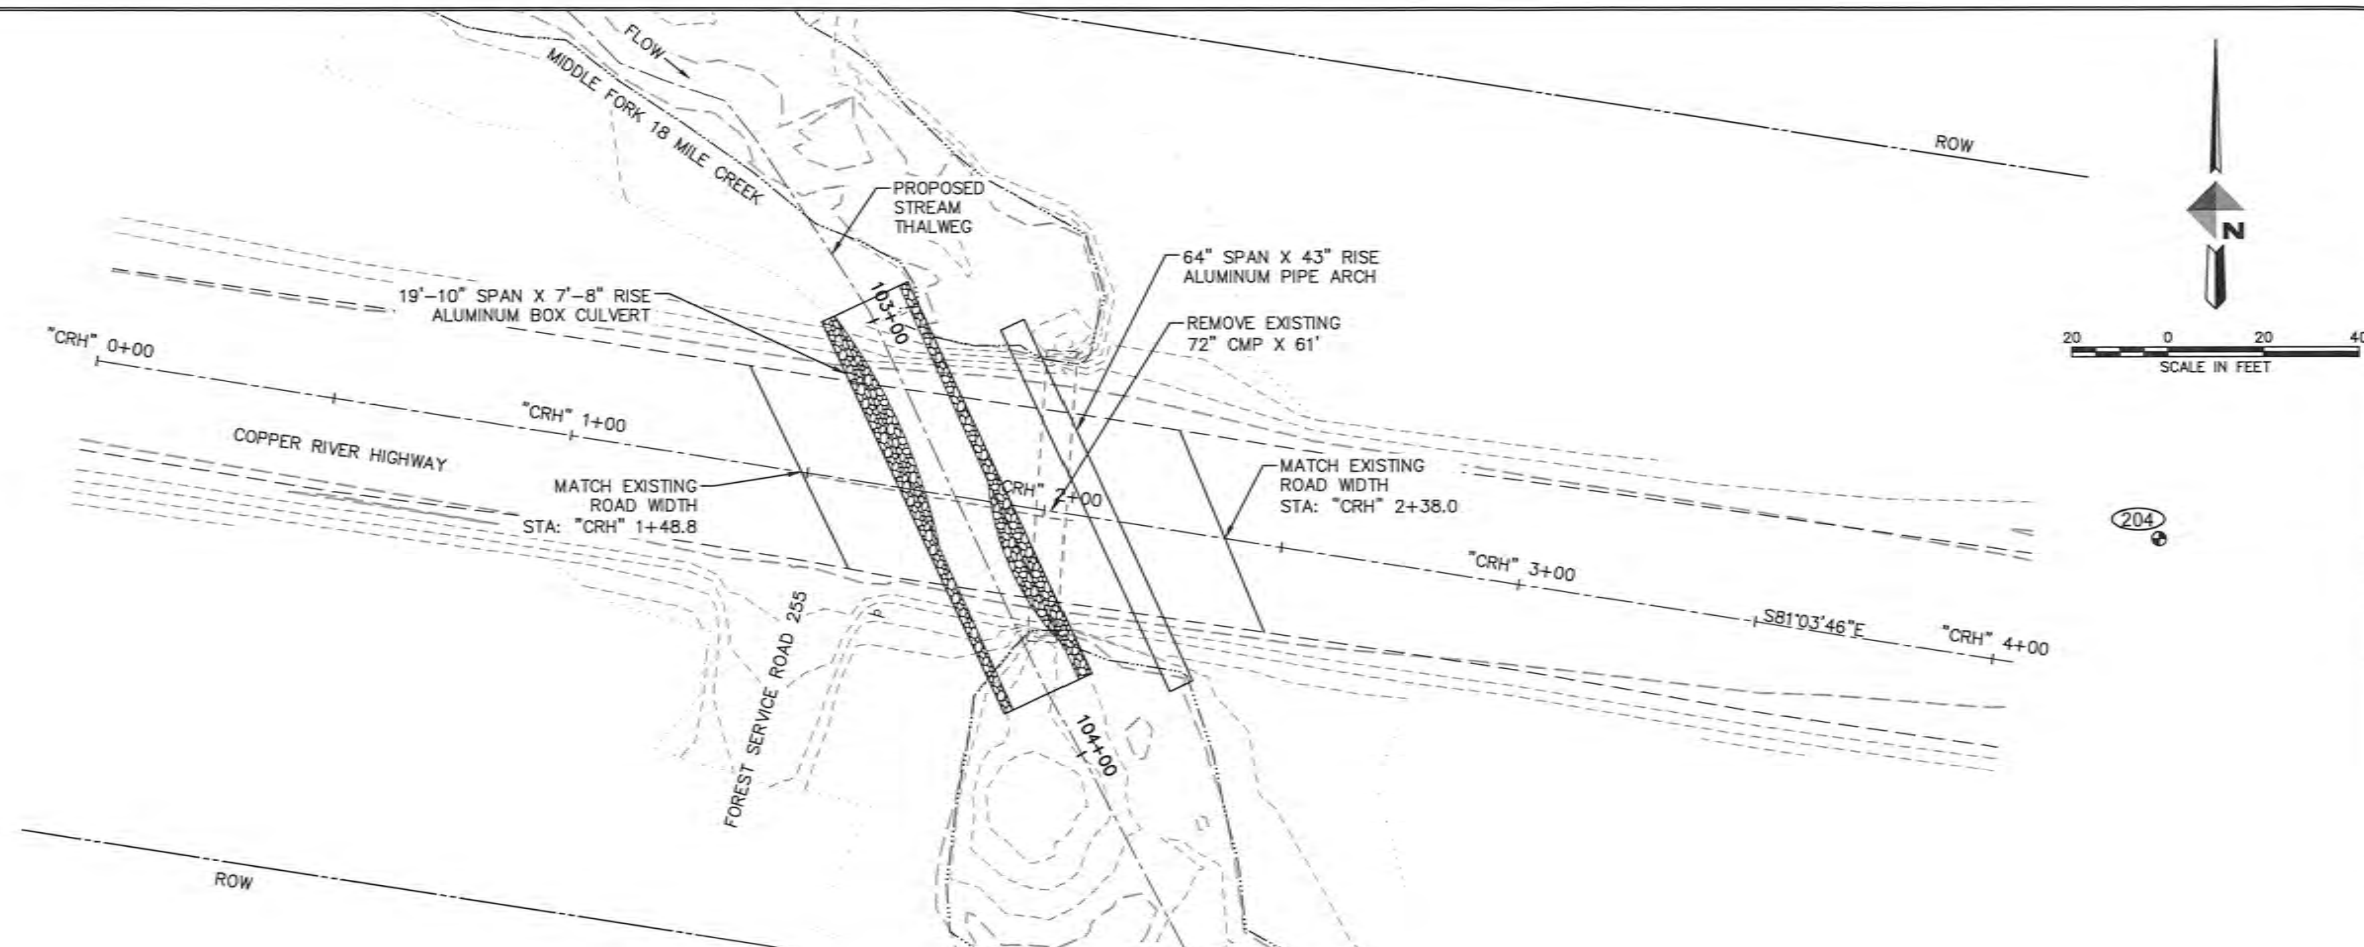 FLOW
MIDDLE FORK 18 MILE CREEK
ROW
PROPOSED
STREAM
THALWEG
N
64" SPAN X 43" RISE
ALUMINUM PIPE ARCH
19'-10" SPAN X 7'-8" RISE
ALUMINUM BOX CULVERT
103+00
REMOVE EXISTING
72" CMP X 61'
20 0 20 40
SCALE IN FEET
"CRH" 0+00
"CRH" 1+00
COPPER RIVER HIGHWAY
MATCH EXISTING
ROAD WIDTH
STA: "CRH" 1+48.8
CRH" 2+00
MATCH EXISTING
ROAD WIDTH
STA: "CRH" 2+38.0
204
"CRH" 3+00
S81°03'46"E
"CRH" 4+00
FOREST SERVICE ROAD 255
P
104+00
ROW